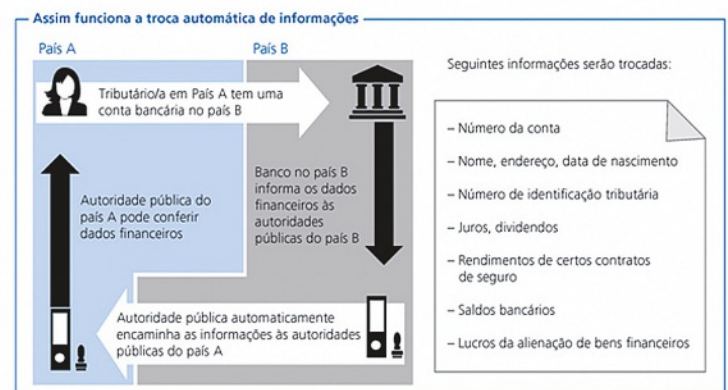 Assim funciona a troca automática de informações
País A
País B
Tributário/a em País A tem uma
conta bancária no país B
Banco no país B
informa os dados
financeiros às
autoridades
públicas do país B
Autoridade pública do
país A pode conferir
dados financeiros
Autoridade pública automaticamente
encaminha as informações às autoridades
públicas do país A
Seguintes informações serão trocadas:
– Número da conta
– Nome, endereço, data de nascimento
– Número de identificação tributária
– Juros, dividendos
– Rendimentos de certos contratos
de seguro
– Saldos bancários
– Lucros da alienação de bens financeiros